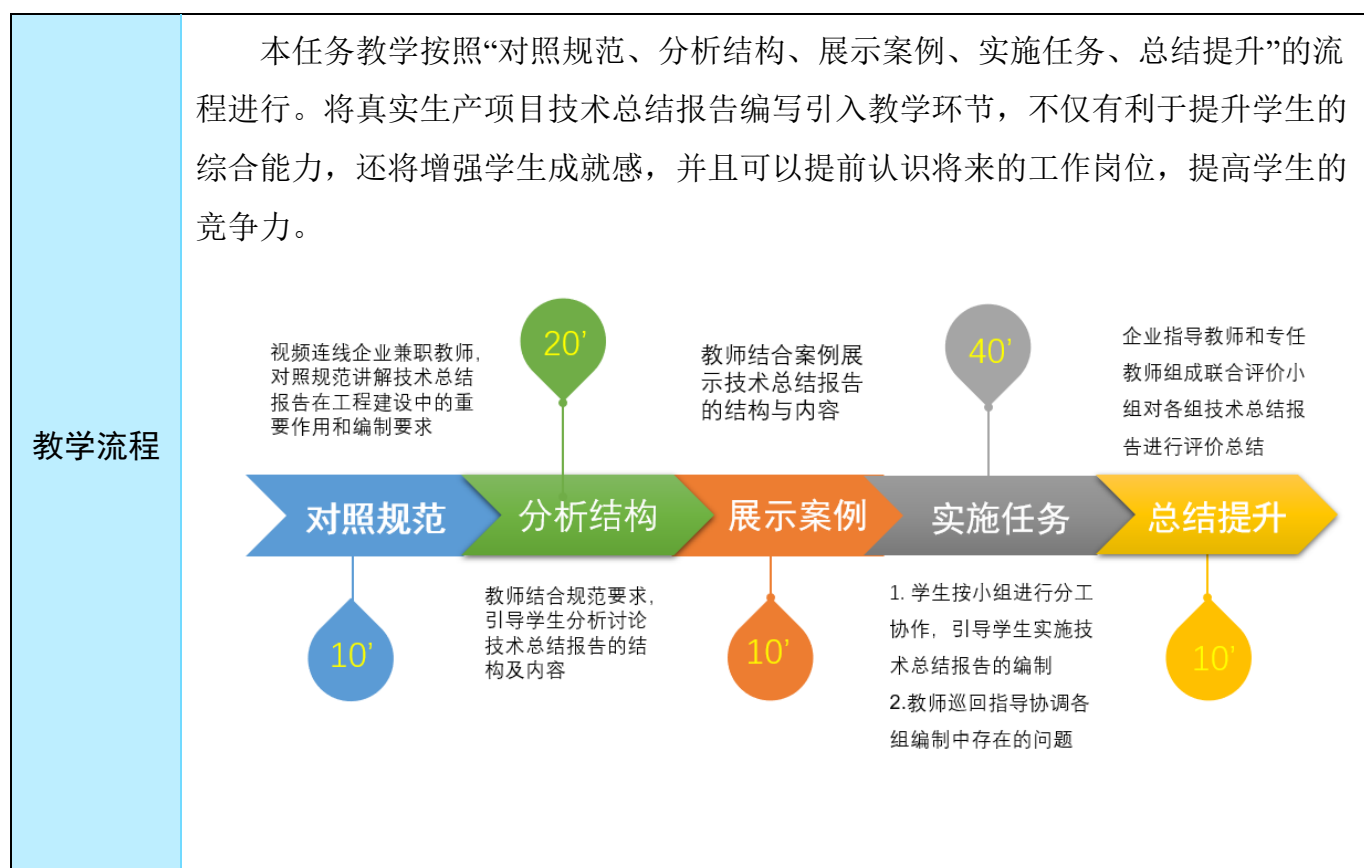 教学流程
本任务教学按照“对照规范、分析结构、展示案例、实施任务、总结提升”的流
程进行。将真实生产项目技术总结报告编写引入教学环节，不仅有利于提升学生的
综合能力，还将增强学生成就感，并且可以提前认识将来的工作岗位，提高学生的
竞争力。
视频连线企业兼职教师，
对照规范讲解技术总结
报告在工程建设中的重
要作用和编制要求
20’
教师结合案例展
示技术总结报告
的结构与内容
40’
企业指导教师和专任
教师组成联合评价小
组对各组技术总结报
告进行评价总结
对照规范
分析结构
展示案例
实施任务
总结提升
10’
教师结合规范要求，
引导学生分析讨论
技术总结报告的结
构及内容
10’
1. 学生按小组进行分工
协作，引导学生实施技
术总结报告的编制
2.教师巡回指导协调各
组编制中存在的问题
10’